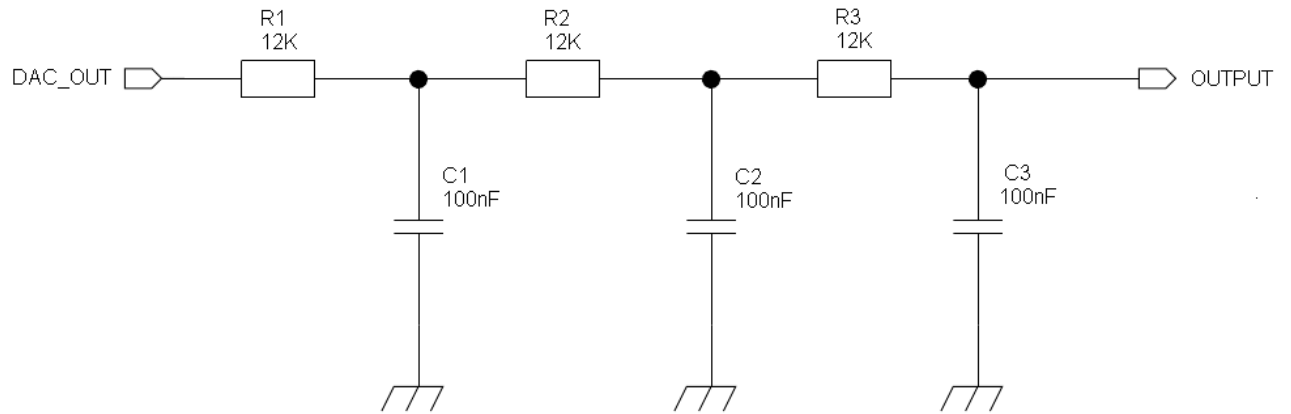 R1
12K
R2
12K
R3
12K
DAC_OUT
OUTPUT
C1
100nF
C2
100nF
C3
100nF